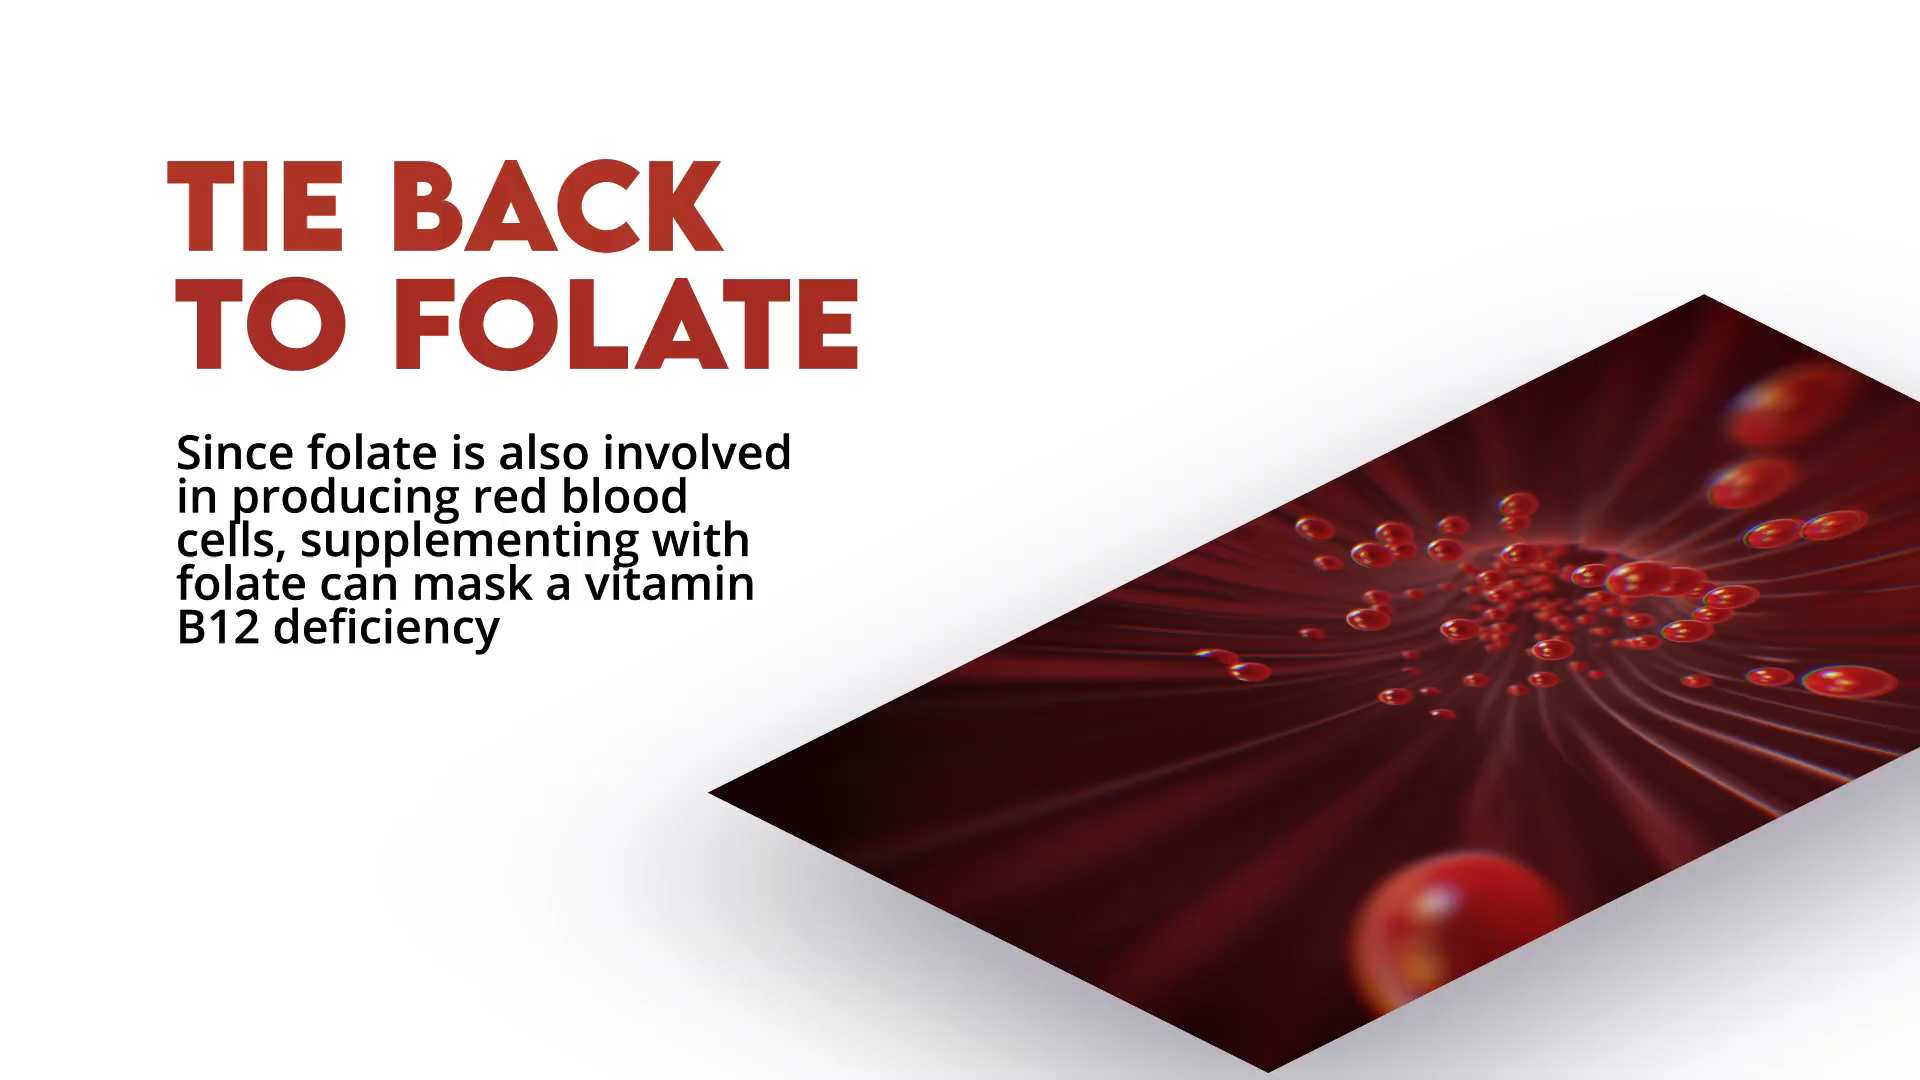 TIE BACK
TO FOLATE
Since folate is also involved
in producing red blood
cells, supplementing with
folate can mask a vitamin
B12 deficiency